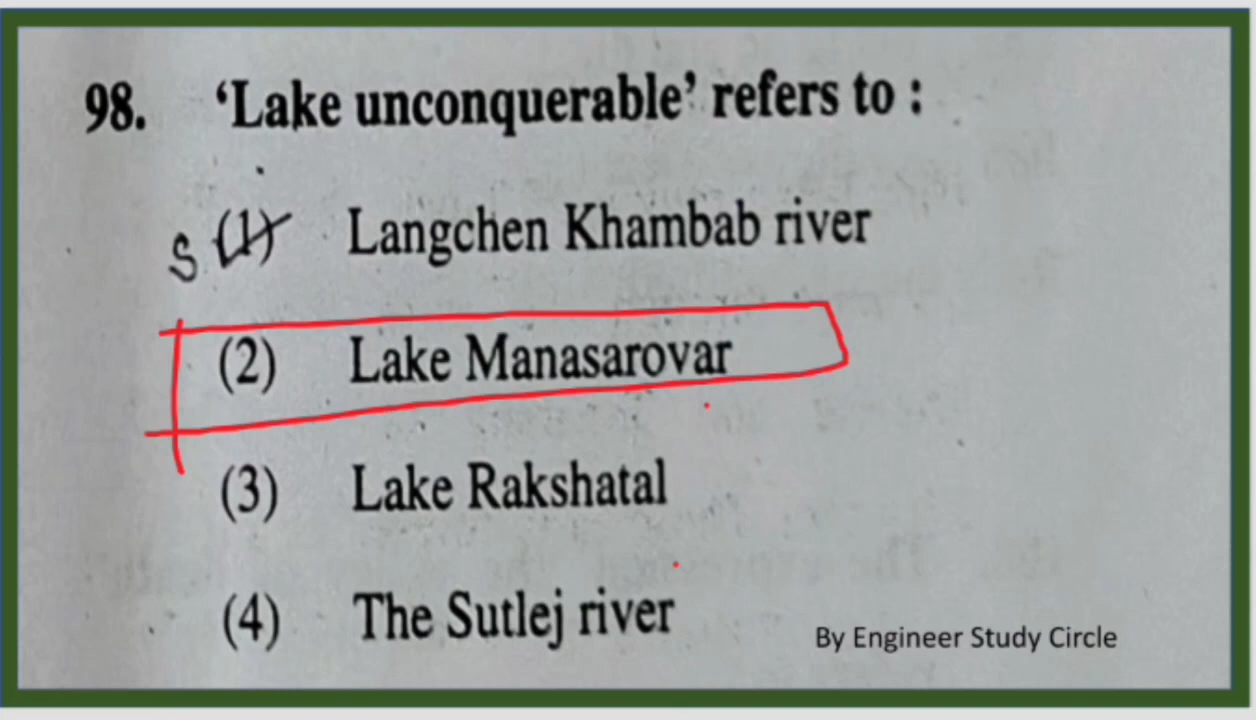 98. ‘Lake unconquerable’ refers to :
S (1) Langchen Khambab river
(2) Lake Manasarovar
(3) Lake Rakshatal
(4) The Sutlej river
By Engineer Study Circle